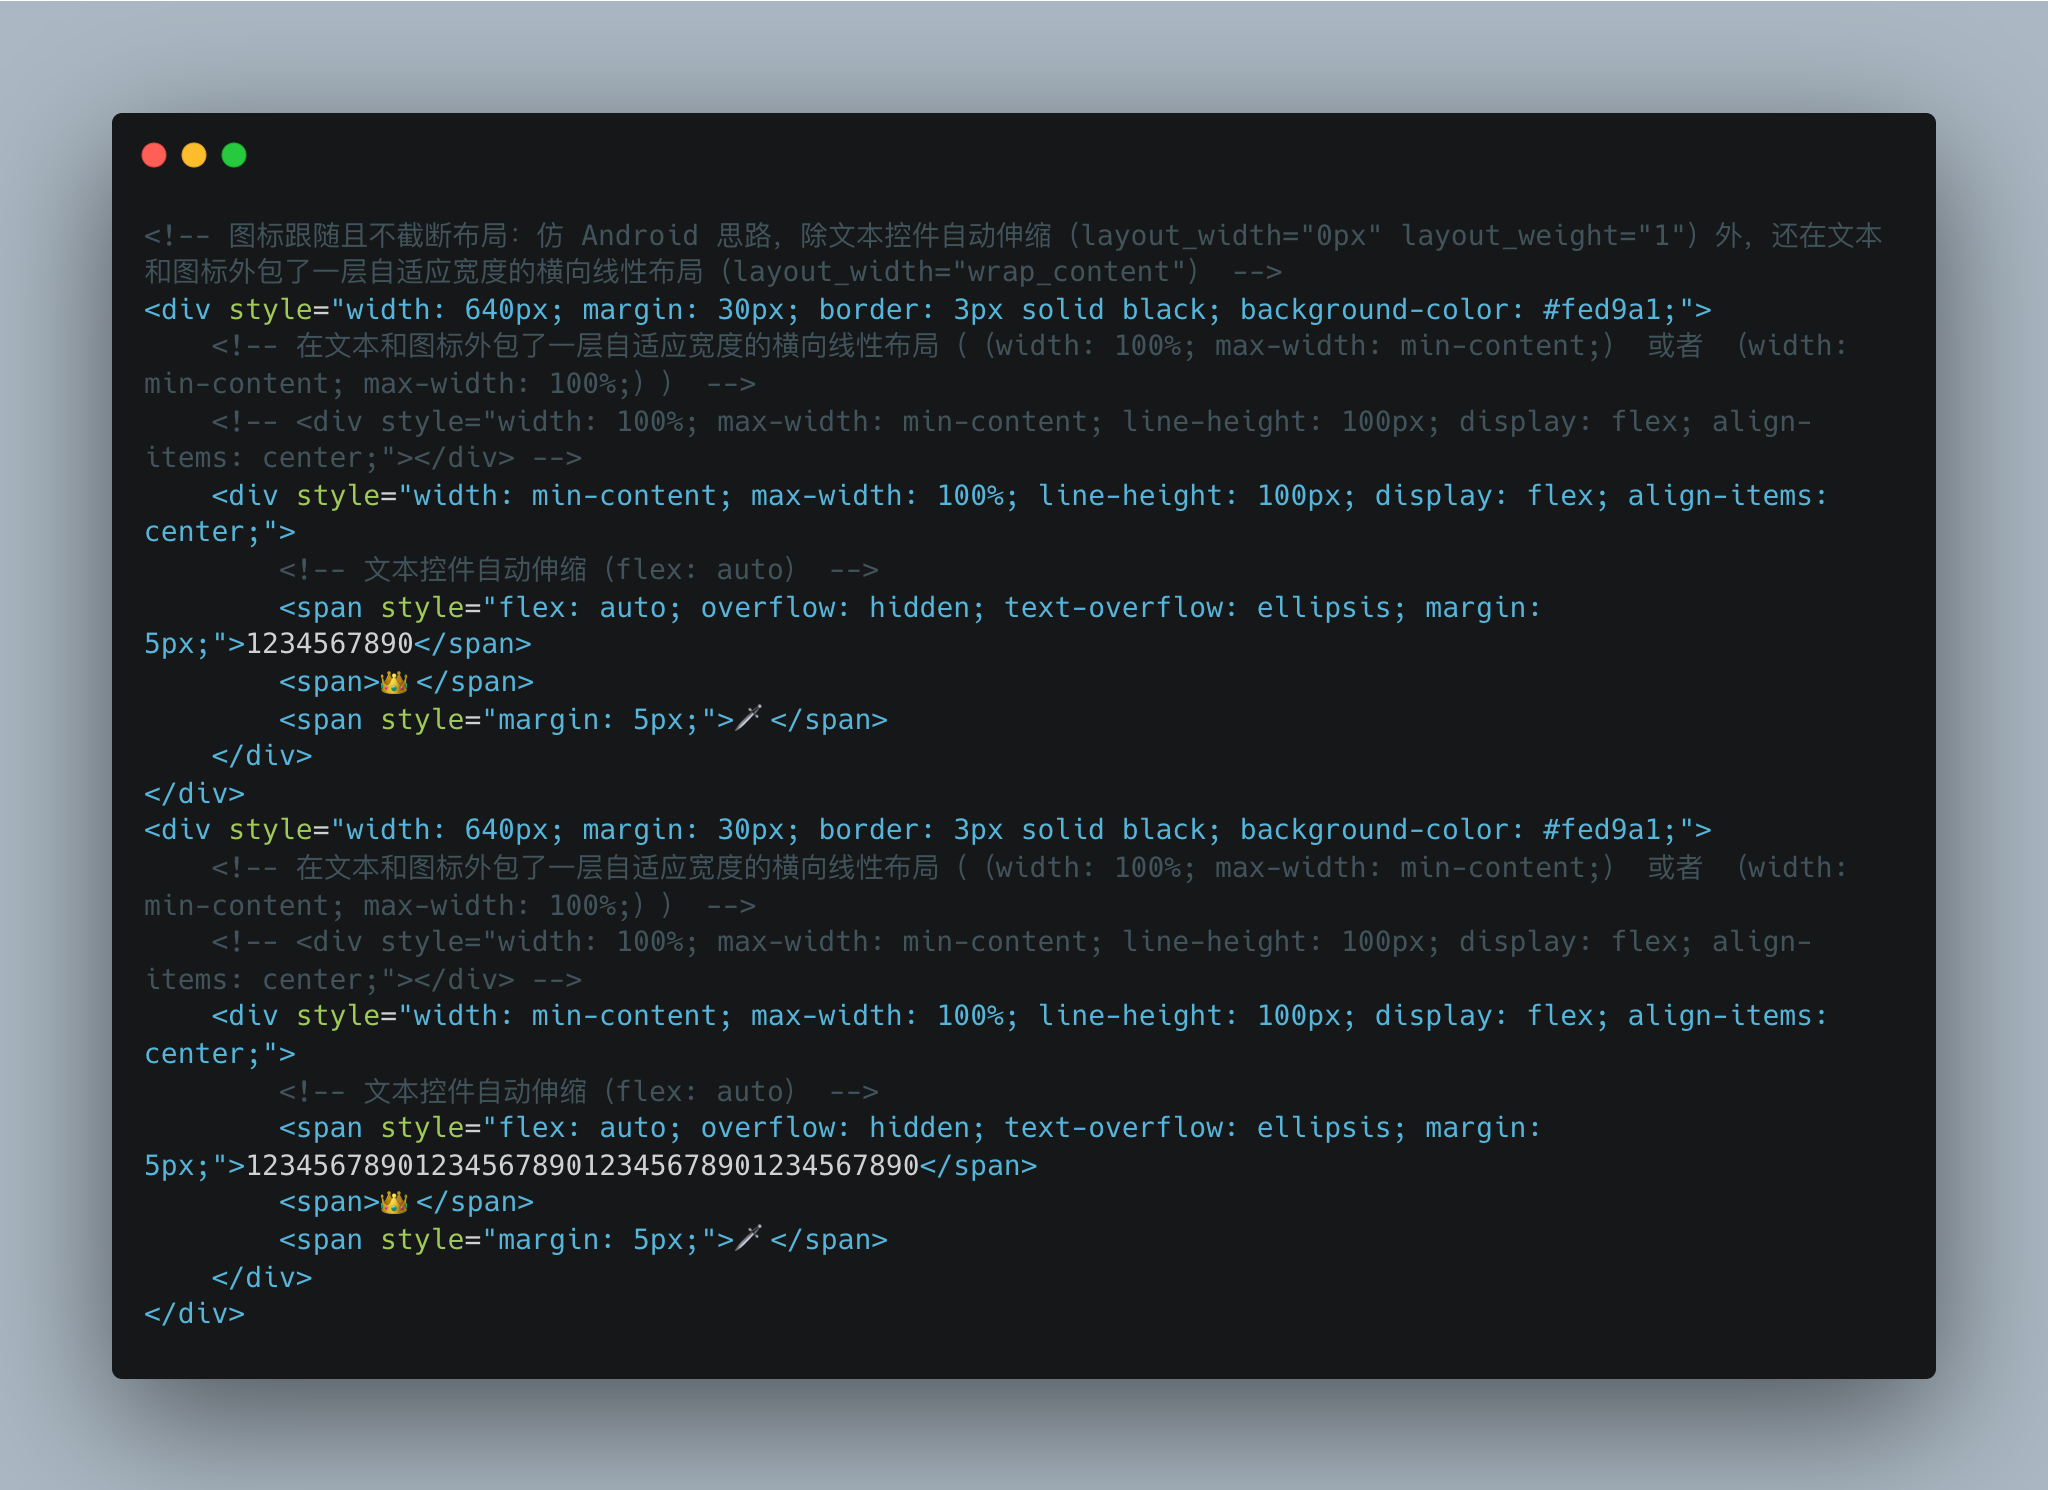 <!-- 图标跟随且不截断布局：仿 Android 思路，除文本控件自动伸缩（layout_width="0px" layout_weight="1"）外，还在文本
和图标外包了一层自适应宽度的横向线性布局（layout_width="wrap_content"） -->
<div style="width: 640px; margin: 30px; border: 3px solid black; background-color: #fed9a1;">
    <!-- 在文本和图标外包了一层自适应宽度的横向线性布局（（width: 100%; max-width: min-content;） 或者 （width:
min-content; max-width: 100%;）） -->
    <!-- <div style="width: 100%; max-width: min-content; line-height: 100px; display: flex; align-
items: center;"></div> -->
    <div style="width: min-content; max-width: 100%; line-height: 100px; display: flex; align-items:
center;">
        <!-- 文本控件自动伸缩（flex: auto） -->
        <span style="flex: auto; overflow: hidden; text-overflow: ellipsis; margin:
5px;">1234567890</span>
        <span>👑</span>
        <span style="margin: 5px;">🗡️</span>
    </div>
</div>
<div style="width: 640px; margin: 30px; border: 3px solid black; background-color: #fed9a1;">
    <!-- 在文本和图标外包了一层自适应宽度的横向线性布局（（width: 100%; max-width: min-content;） 或者 （width:
min-content; max-width: 100%;）） -->
    <!-- <div style="width: 100%; max-width: min-content; line-height: 100px; display: flex; align-
items: center;"></div> -->
    <div style="width: min-content; max-width: 100%; line-height: 100px; display: flex; align-items:
center;">
        <!-- 文本控件自动伸缩（flex: auto） -->
        <span style="flex: auto; overflow: hidden; text-overflow: ellipsis; margin:
5px;">1234567890123456789012345678901234567890</span>
        <span>👑</span>
        <span style="margin: 5px;">🗡️</span>
    </div>
</div>